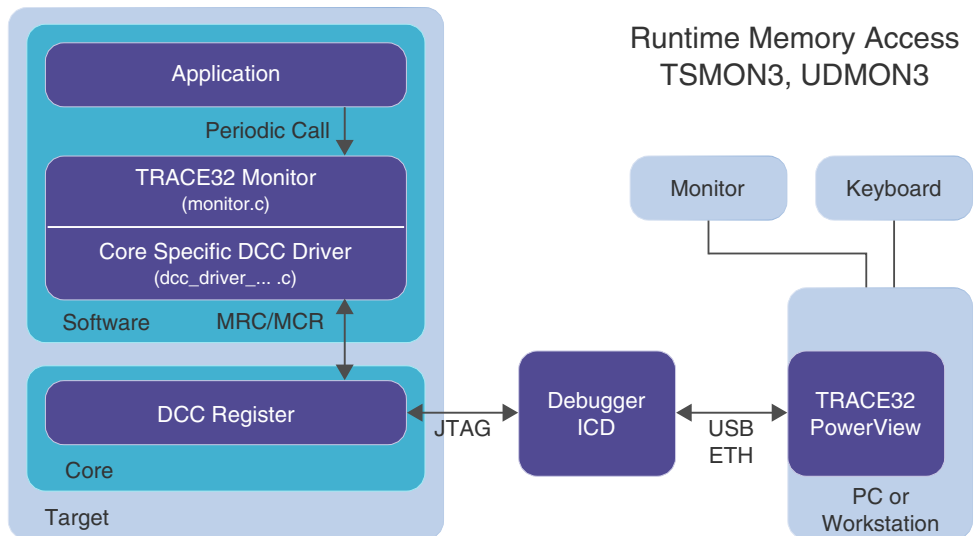 Runtime Memory Access
TSMON3, UDMON3
Application
Periodic Call
TRACE32 Monitor
(monitor.c)
Core Specific DCC Driver
(dcc_driver_... .c)
Software
MRC/MCR
DCC Register
Core
Target
JTAG
Debugger
ICD
USB
ETH
Monitor
Keyboard
TRACE32
PowerView
PC or
Workstation